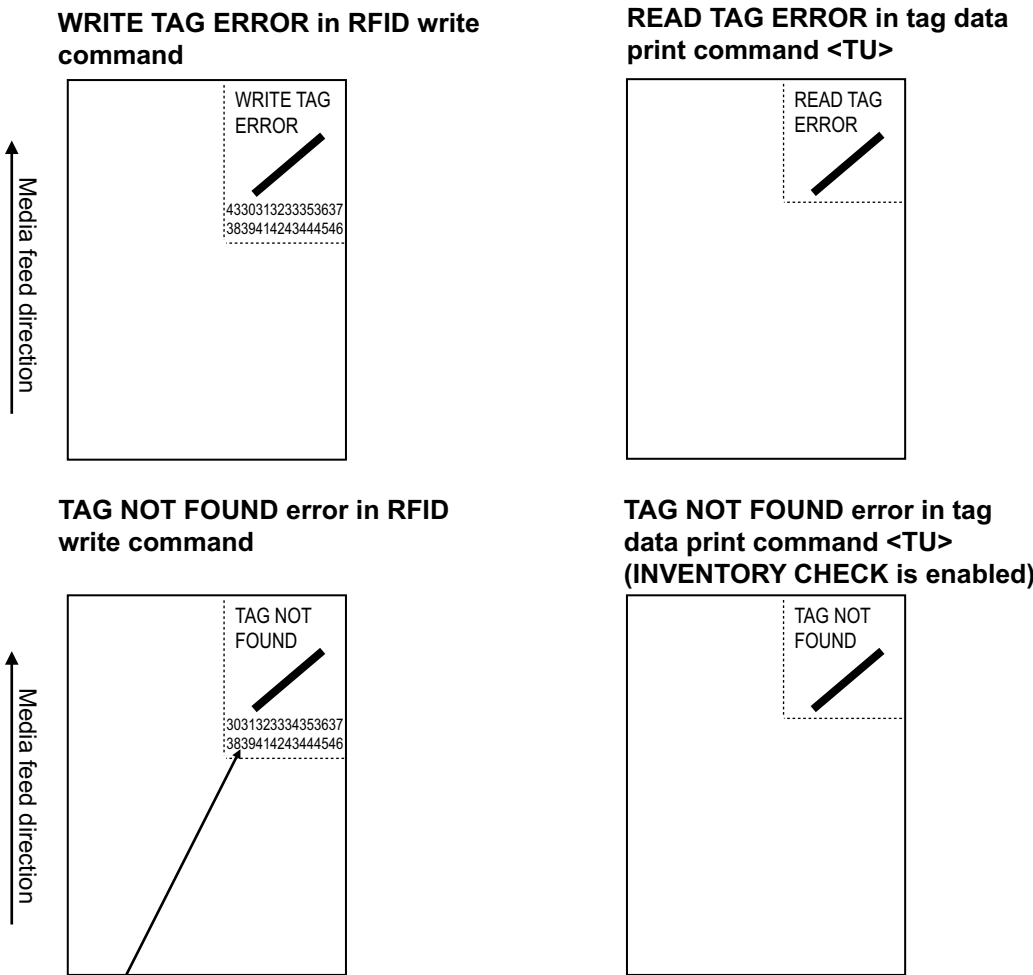 WRITE TAG ERROR in RFID write
command
READ TAG ERROR in tag data
print command <TU>
WRITE TAG
ERROR
4330313233353637
3839414243444546
READ TAG
ERROR
Media feed direction
TAG NOT FOUND error in RFID
write command
TAG NOT FOUND error in tag
data print command <TU>
(INVENTORY CHECK is enabled)
TAG NOT
FOUND
3031323334353637
3839414243444546
TAG NOT
FOUND
Media feed direction